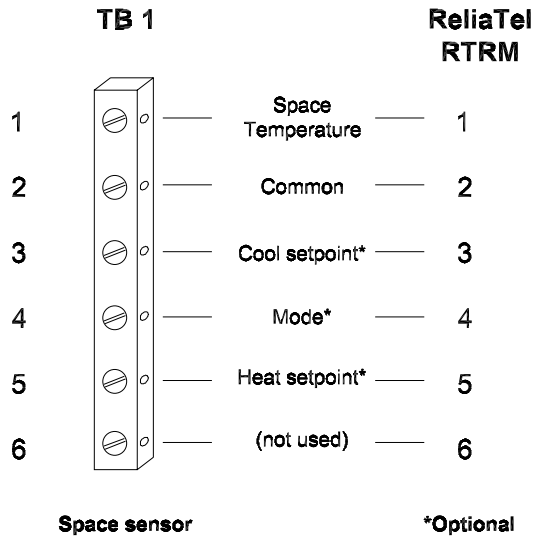 TB 1
ReliaTel
RTRM
1
Space
Temperature
1
2
Common
2
3
Cool setpoint*
3
4
Mode*
4
5
Heat setpoint*
5
6
(not used)
6
Space sensor
*Optional